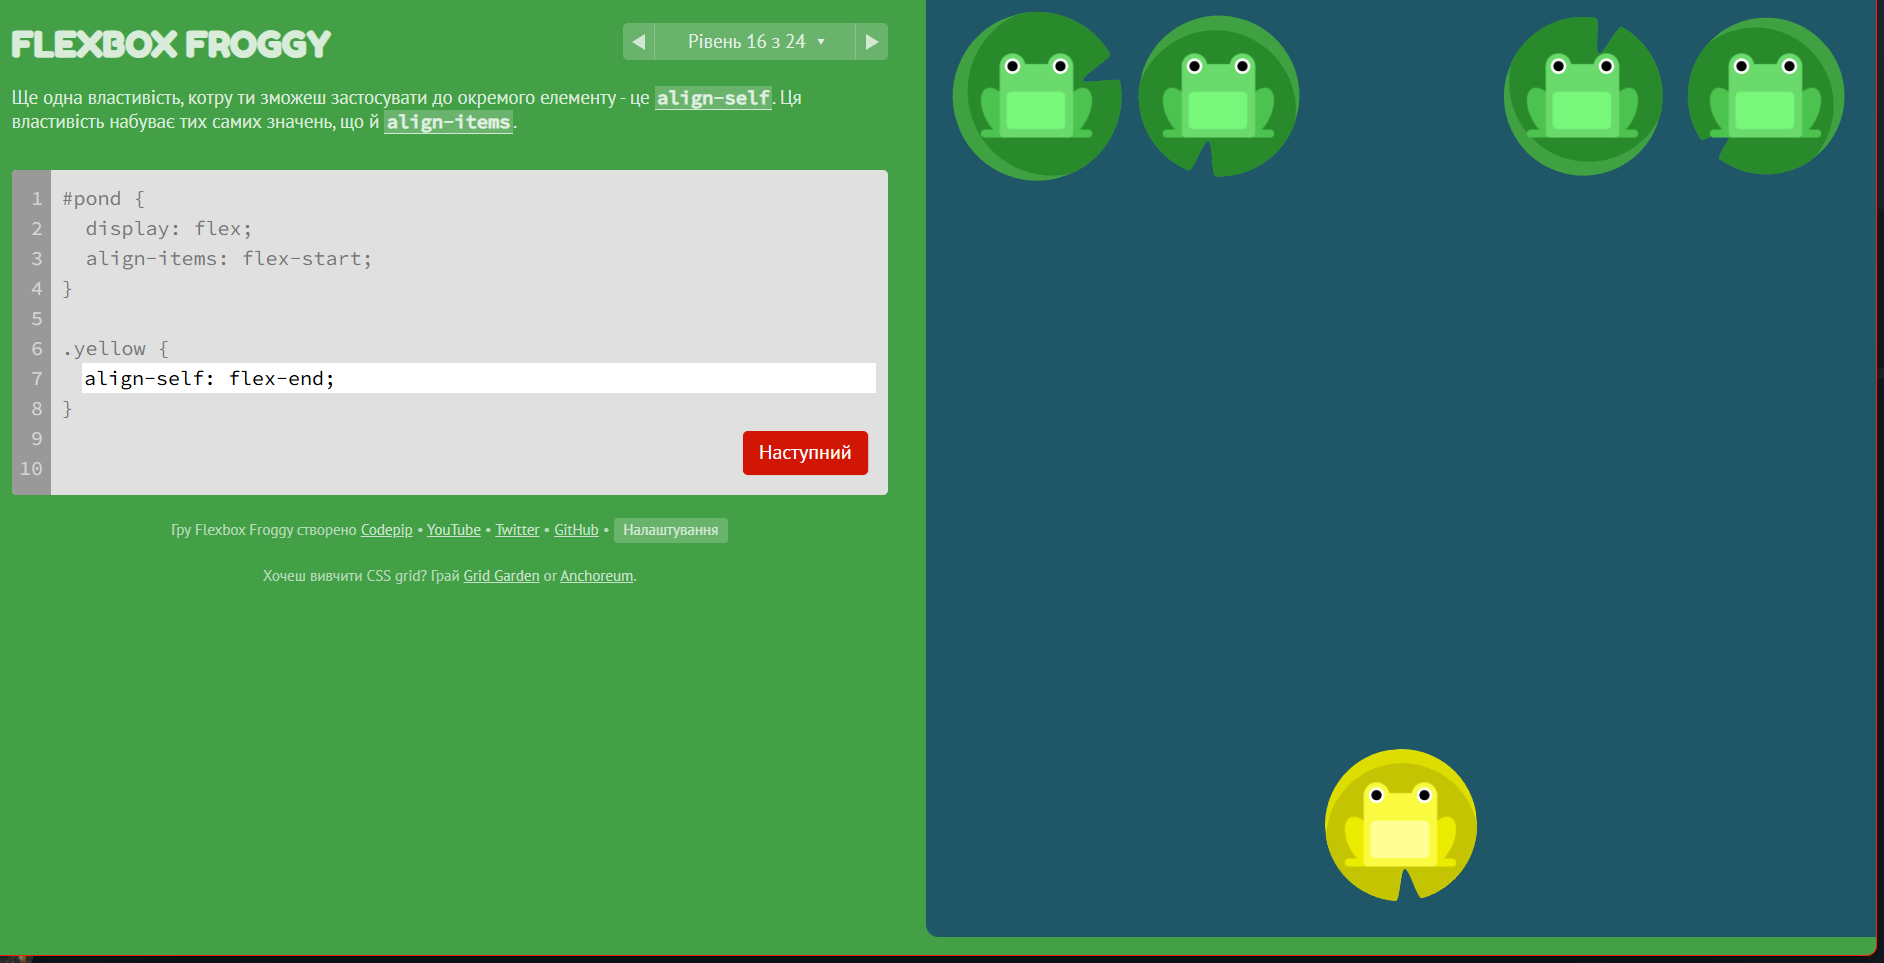 FLEXBOX FROGGY
Рівень 16 з 24
Ще одна властивість, котру ти зможеш застосувати до окремого елементу - це align-self. Ця
властивість набуває тих самих значень, що й align-items.
1 #pond {
2 display: flex;
3 align-items: flex-start;
4 }
5
6 .yellow {
7 align-self: flex-end;
8 }
9
10
Наступний
Гру Flexbox Froggy створено Codepip • YouTube • Twitter • GitHub • Налаштування
Хочеш вивчити CSS grid? Грай Grid Garden or Anchoreum.